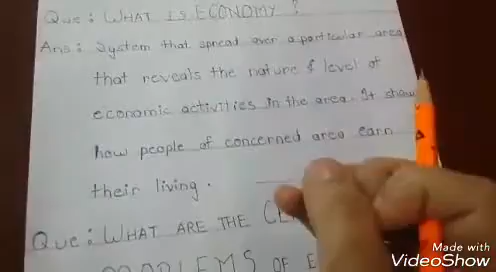 Que: WHAT IS ECONOMY ?
Ans: System that spread over a particular area
that reveals the nature & level of
economic activities in the area. It show
how people of concerned area earn
their living.
Que: WHAT ARE THE
OF
Made with
VideoShow